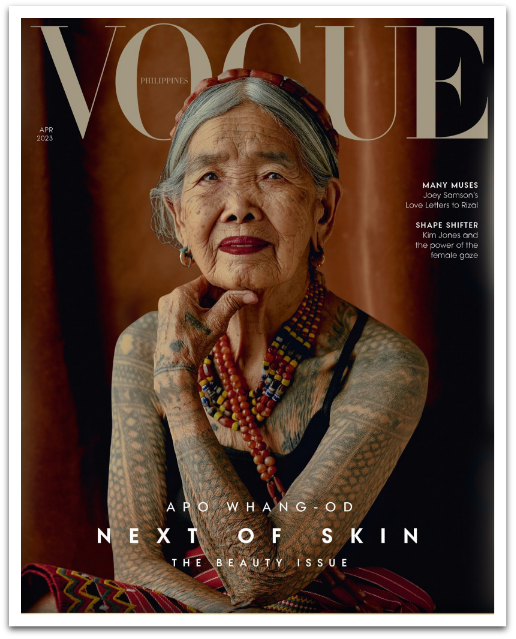 VOGUE
PHILIPPINES
APR
2023
MANY MUSES
Joey Samson's
Love Letters to Rizal
SHAPE SHIFTER
Kim Jones and
the power of the
female gaze
APO WHANG-OD
NEXT OF SKIN
THE BEAUTY ISSUE